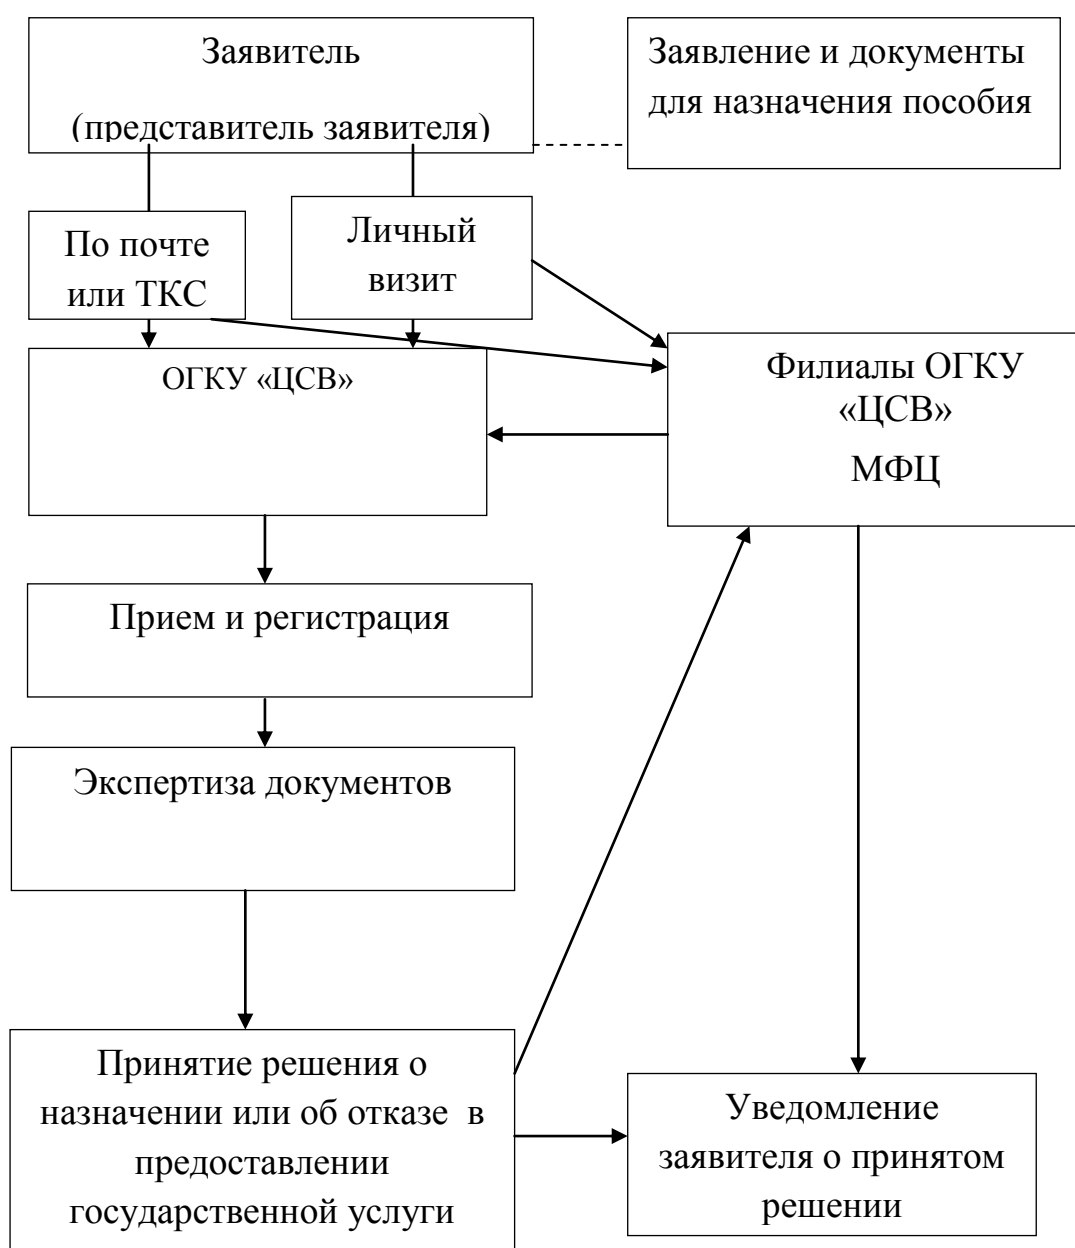 Заявитель
(представитель заявителя)
Заявление и документы
для назначения пособия
По почте
или ТКС
Личный
визит
ОГКУ «ЦСВ»
Филиалы ОГКУ
«ЦСВ»
МФЦ
Прием и регистрация
Экспертиза документов
Принятие решения о
назначении или об отказе в
предоставлении
государственной услуги
Уведомление
заявителя о принятом
решении